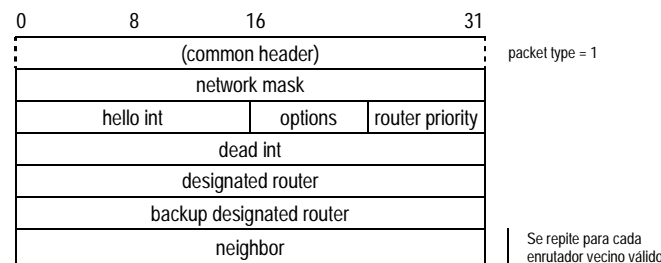 0 8 16 31
(common header) packet type = 1
network mask
hello int options router priority
dead int
designated router
backup designated router
neighbor
Se repite para cada
enrutador vecino válido